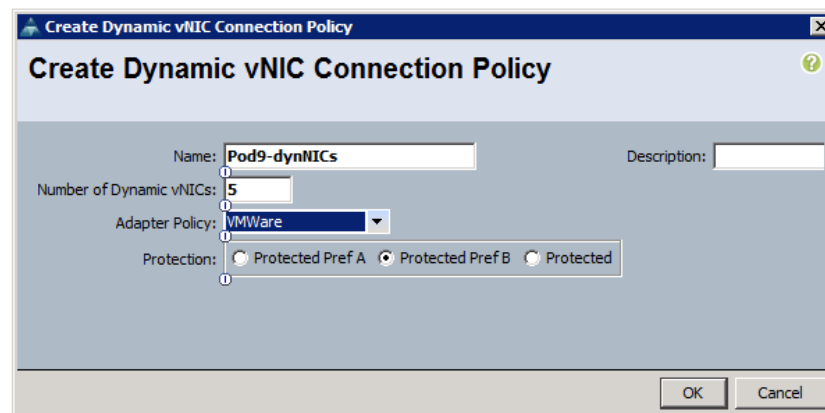 Create Dynamic vNIC Connection Policy
Create Dynamic vNIC Connection Policy
Name: Pod9-dynNICs Description:
Number of Dynamic vNICs: 5
Adapter Policy: VMWare
Protection: Protected Pref A Protected Pref B Protected
OK Cancel